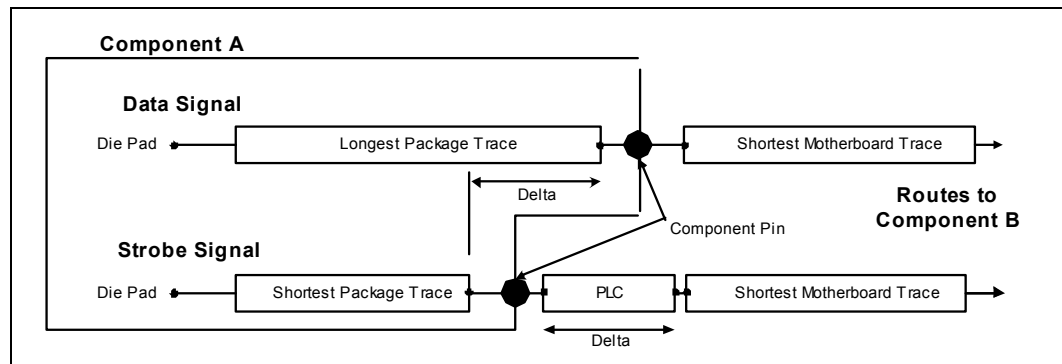 Component A
Data Signal
Die Pad
Longest Package Trace
Shortest Motherboard Trace
Delta
Routes to
Component B
Component Pin
Strobe Signal
Die Pad
Shortest Package Trace
PLC
Shortest Motherboard Trace
Delta